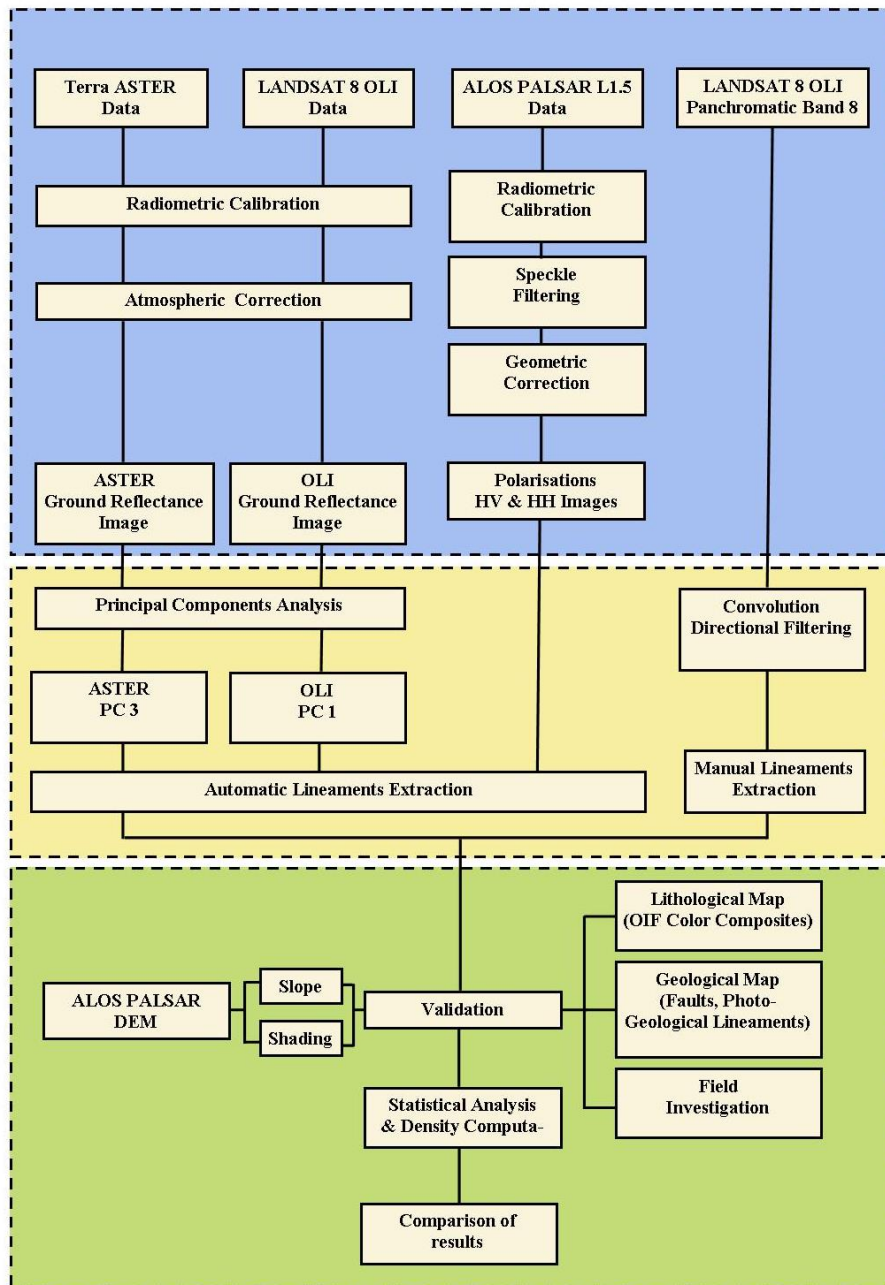 Terra ASTER
Data
LANDSAT 8 OLI
Data
ALOS PALSAR L1.5
Data
LANDSAT 8 OLI
Panchromatic Band 8
Radiometric Calibration
Radiometric
Calibration
Atmospheric Correction
Speckle
Filtering
Geometric
Correction
ASTER
Ground Reflectance
Image
OLI
Ground Reflectance
Image
Polarisations
HV & HH Images
Principal Components Analysis
Convolution
Directional Filtering
ASTER
PC 3
OLI
PC 1
Automatic Lineaments Extraction
Manual Lineaments
Extraction
Lithological Map
(OIF Color Composites)
ALOS PALSAR
DEM
Slope
Shading
Validation
Geological Map
(Faults, Photo-
Geological Lineaments)
Statistical Analysis
& Density Computa-
Field
Investigation
Comparison of
results